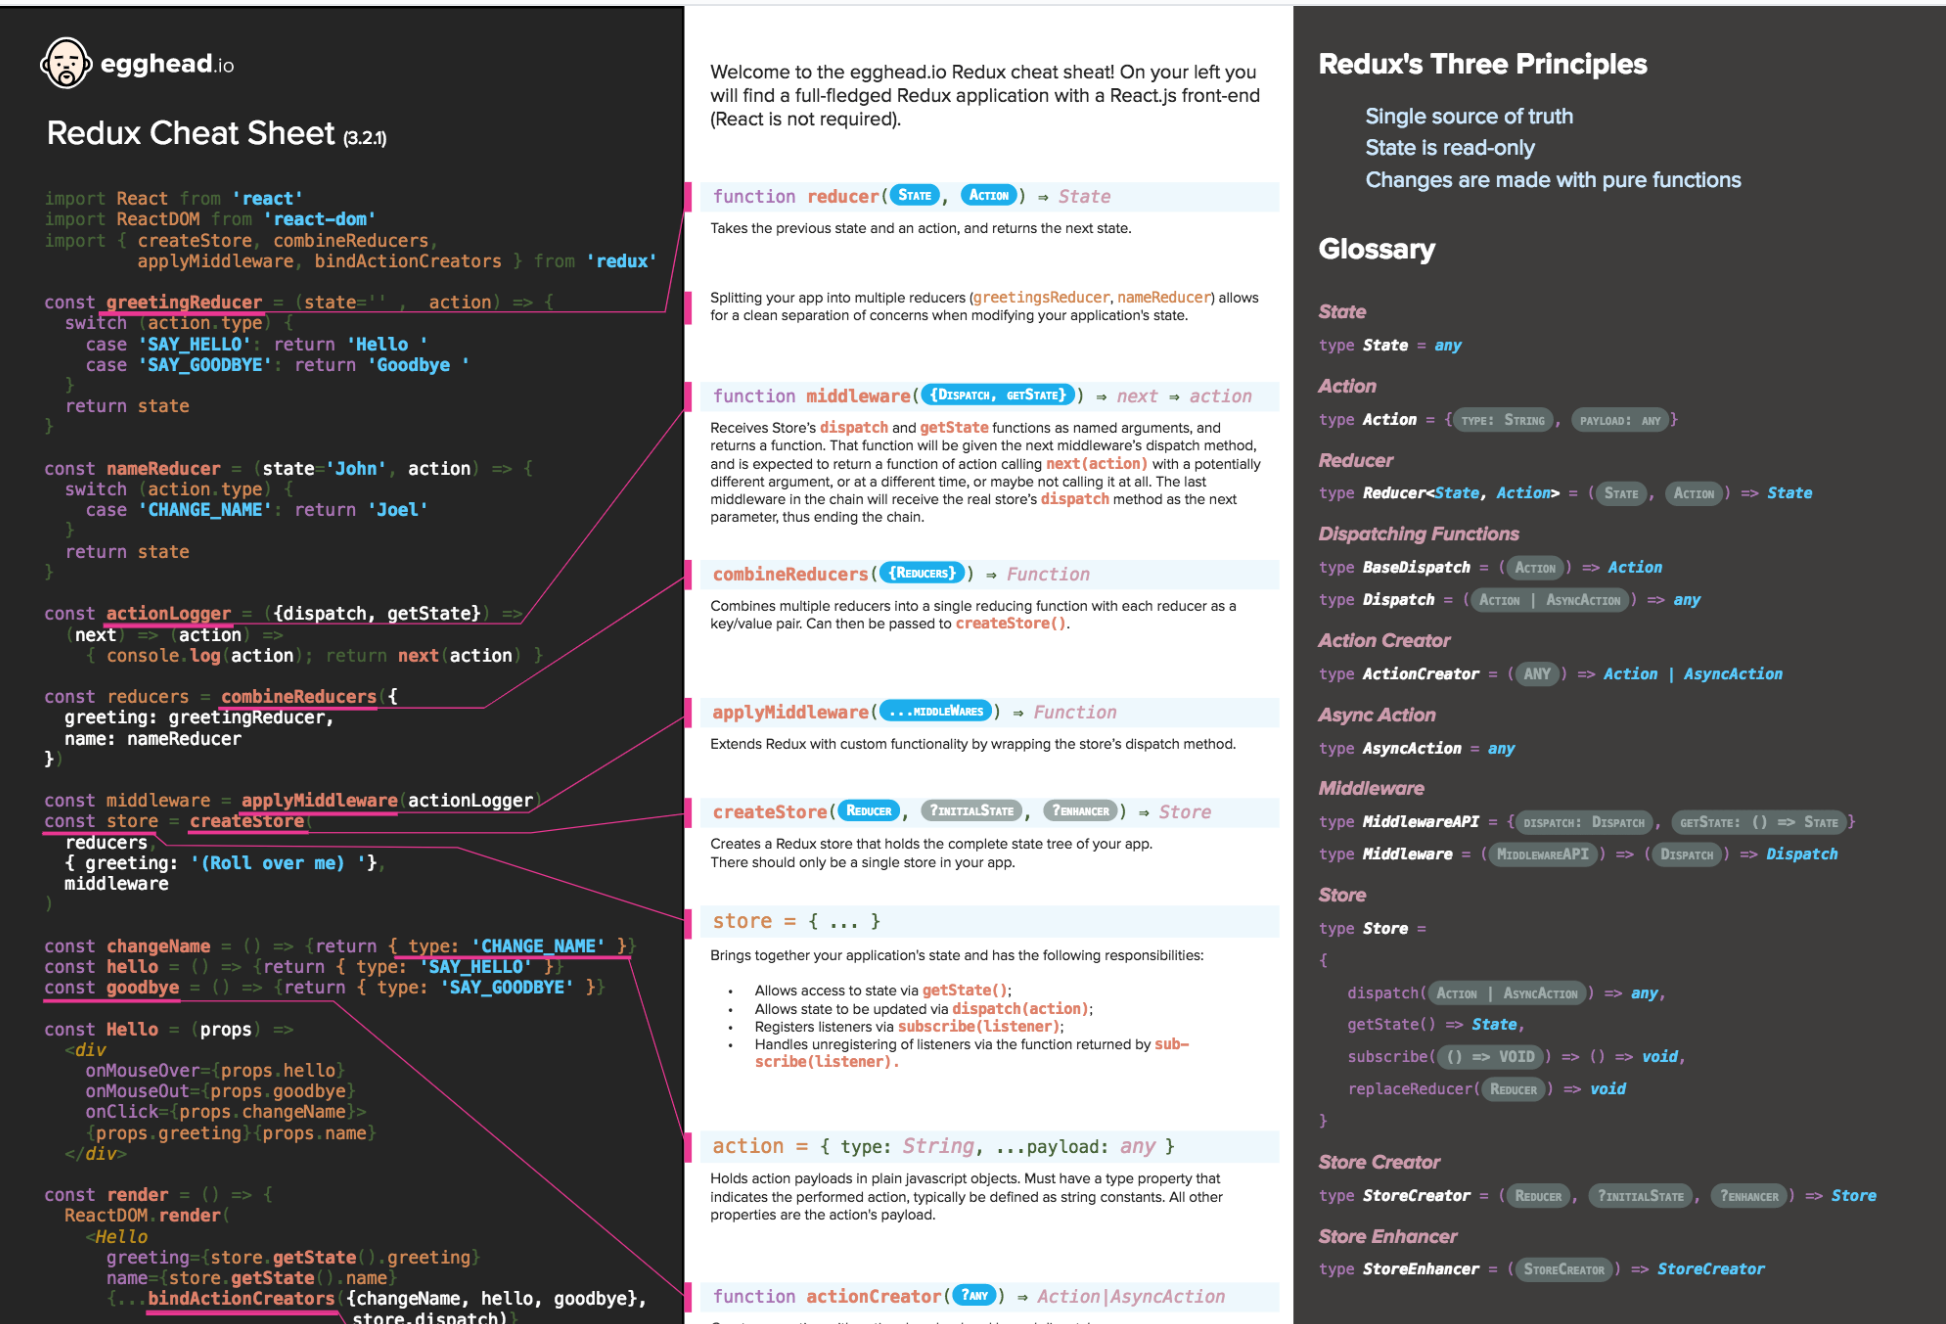 egghead.io
Redux Cheat Sheet (3.2.1)
import React from 'react'
import ReactDOM from 'react-dom'
import { createStore, combineReducers,
applyMiddleware, bindActionCreators } from 'redux'
const greetingReducer = (state='' , action) => {
switch (action.type) {
case 'SAY_HELLO': return 'Hello '
case 'SAY_GOODBYE': return 'Goodbye '
}
return state
}
const nameReducer = (state='John', action) => {
switch (action.type) {
case 'CHANGE_NAME': return 'Joel'
}
return state
}
const actionLogger = ({dispatch, getState}) =>
(next) => (action) =>
{ console.log(action); return next(action) }
const reducers = combineReducers({
greeting: greetingReducer,
name: nameReducer
})
const middleware = applyMiddleware(actionLogger)
const store = createStore(
reducers,
{ greeting: '(Roll over me) '},
middleware
)
const changeName = () => {return { type: 'CHANGE_NAME' }}
const hello = () => {return { type: 'SAY_HELLO' }}
const goodbye = () => {return { type: 'SAY_GOODBYE' }}
const Hello = (props) =>
<div
onMouseOver={props.hello}
onMouseOut={props.goodbye}
onClick={props.changeName}>
{props.greeting}{props.name}
</div>
const render = () => {
ReactDOM.render(
<Hello
greeting={store.getState().greeting}
name={store.getState().name}
{...bindActionCreators({changeName, hello, goodbye},
store.dispatch)}
Welcome to the egghead.io Redux cheat sheat! On your left you
will find a full-fledged Redux application with a React.js front-end
(React is not required).
function reducer(State, Action) ⇒ State
Takes the previous state and an action, and returns the next state.
Splitting your app into multiple reducers (greetingsReducer, nameReducer) allows
for a clean separation of concerns when modifying your application's state.
function middleware({Dispatch, getState}) ⇒ next ⇒ action
Receives Store's dispatch and getState functions as named arguments, and
returns a function. That function will be given the next middleware's dispatch method,
and is expected to return a function of action calling next(action) with a potentially
different argument, or at a different time, or maybe not calling it at all. The last
middleware in the chain will receive the real store's dispatch method as the next
parameter, thus ending the chain.
combineReducers({Reducers}) ⇒ Function
Combines multiple reducers into a single reducing function with each reducer as a
key/value pair. Can then be passed to createStore().
applyMiddleware(...middleWares) ⇒ Function
Extends Redux with custom functionality by wrapping the store's dispatch method.
createStore(Reducer, ?initialState, ?enhancer) ⇒ Store
Creates a Redux store that holds the complete state tree of your app.
There should only be a single store in your app.
store = { ... }
Brings together your application's state and has the following responsibilities:
• Allows access to state via getState();
• Allows state to be updated via dispatch(action);
• Registers listeners via subscribe(listener);
• Handles unregistering of listeners via the function returned by sub-
scribe(listener).
action = { type: String, ...payload: any }
Holds action payloads in plain javascript objects. Must have a type property that
indicates the performed action, typically be defined as string constants. All other
properties are the action's payload.
function actionCreator(?any) ⇒ Action|AsyncAction
Redux's Three Principles
Single source of truth
State is read-only
Changes are made with pure functions
Glossary
State
type State = any
Action
type Action = {type: String, payload: any}
Reducer
type Reducer<State, Action> = (State, Action) => State
Dispatching Functions
type BaseDispatch = (Action) => Action
type Dispatch = (Action | AsyncAction) => any
Action Creator
type ActionCreator = (ANY) => Action | AsyncAction
Async Action
type AsyncAction = any
Middleware
type MiddlewareAPI = {dispatch: Dispatch, getState: () => State}
type Middleware = (MiddlewareAPI) => (Dispatch) => Dispatch
Store
type Store =
{
dispatch(Action | AsyncAction) => any,
getState() => State,
subscribe(() => VOID) => () => void,
replaceReducer(Reducer) => void
}
Store Creator
type StoreCreator = (Reducer, ?initialState, ?enhancer) => Store
Store Enhancer
type StoreEnhancer = (StoreCreator) => StoreCreator